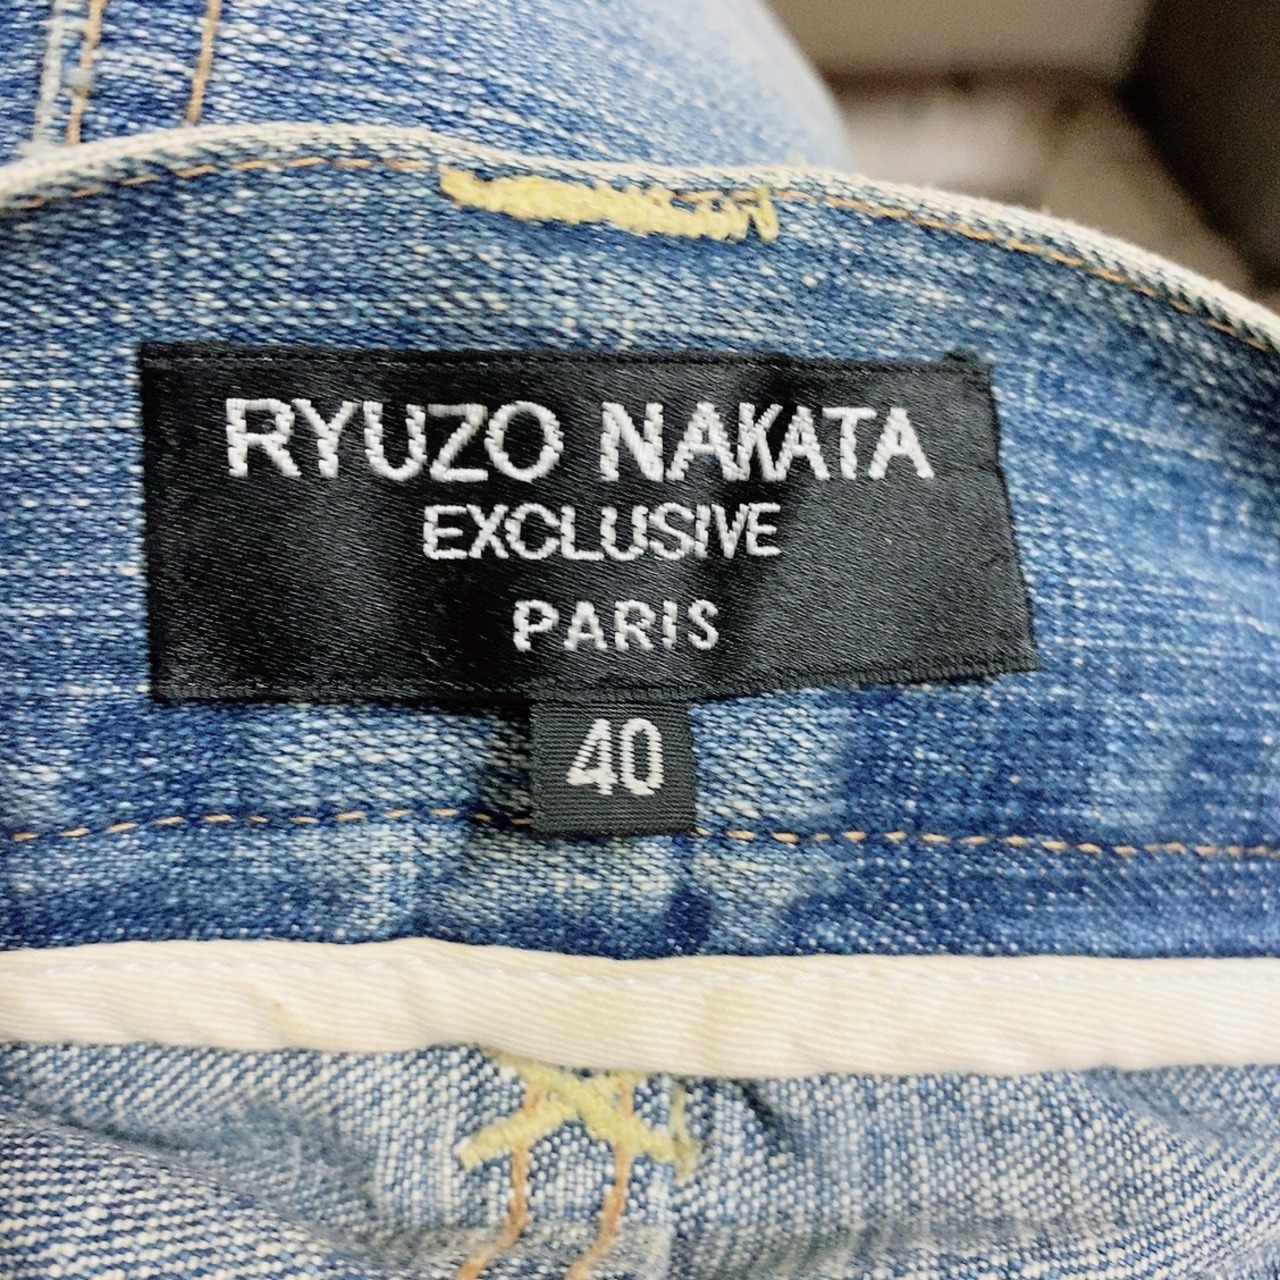 RYUZO NAKATA
EXCLUSIVE
PARIS
40